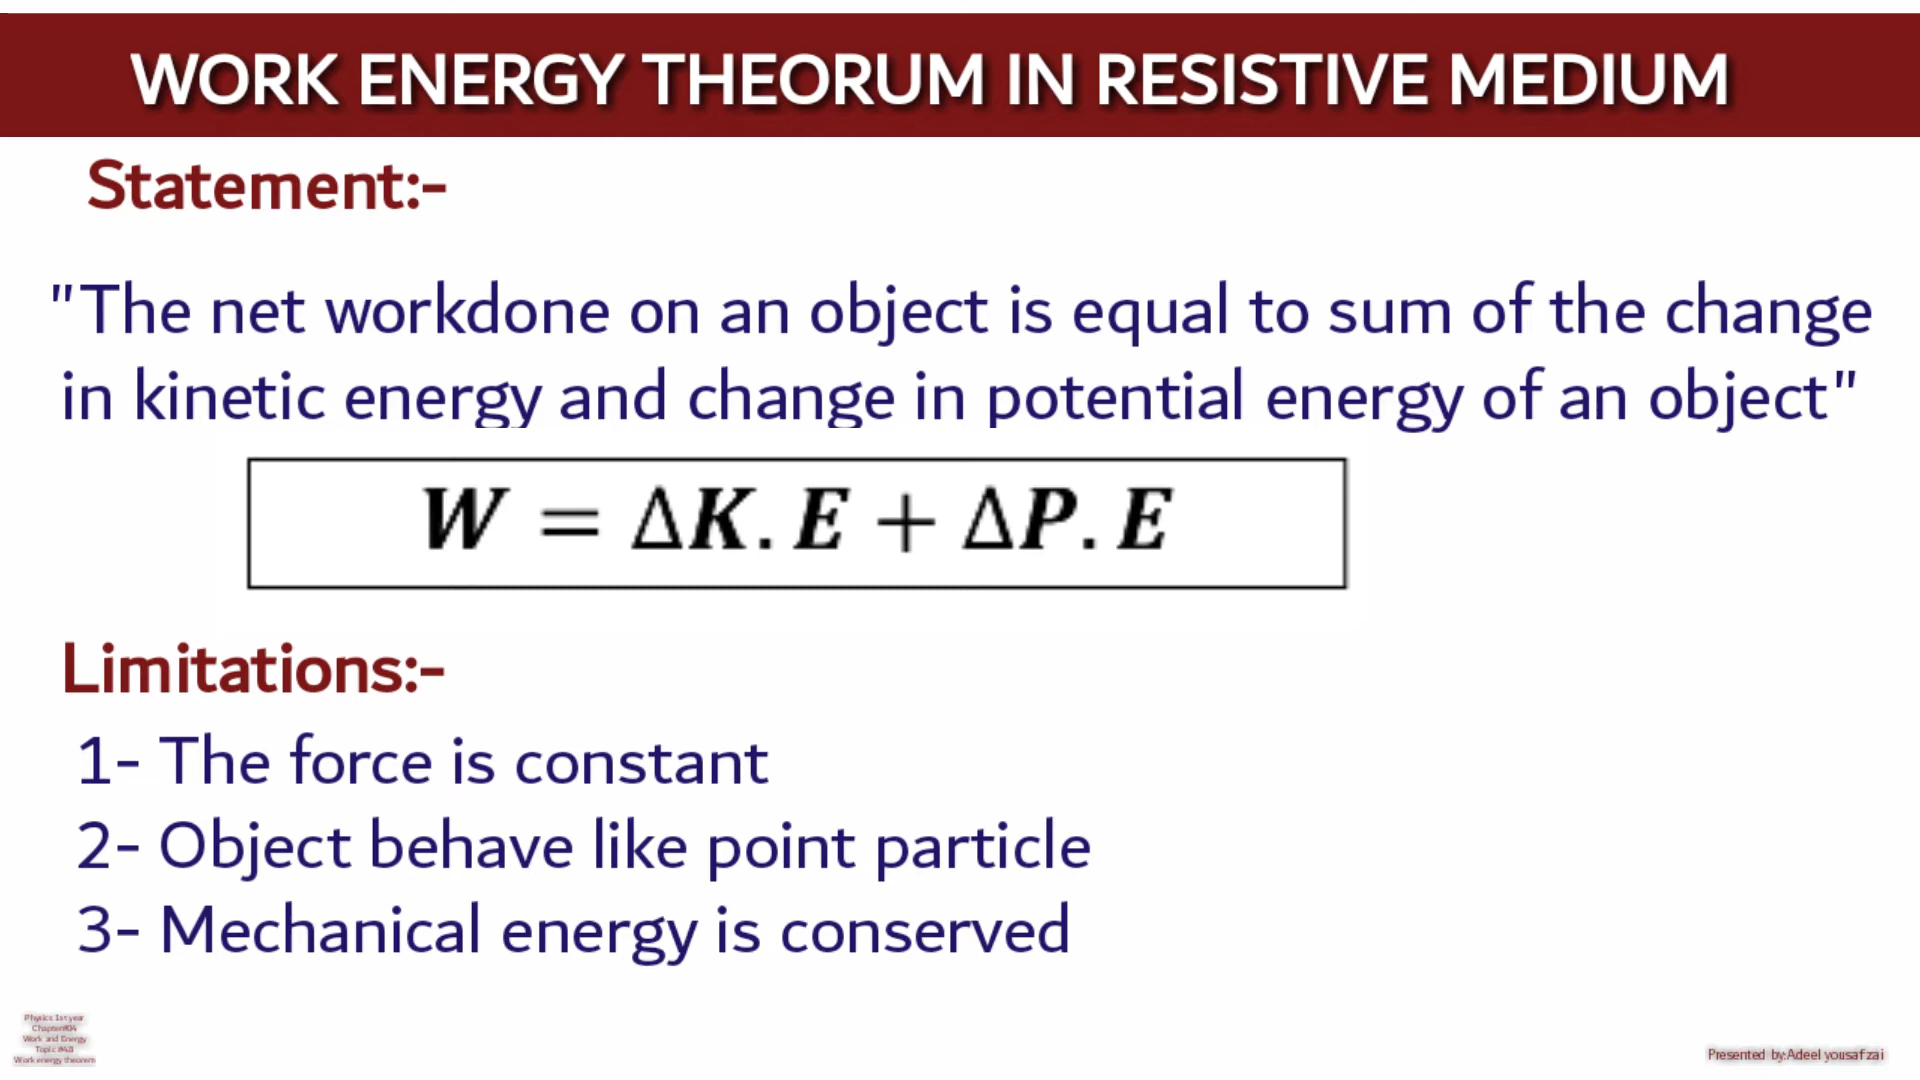 WORK ENERGY THEORUM IN RESISTIVE MEDIUM
Statement:-
"The net workdone on an object is equal to sum of the change
in kinetic energy and change in potential energy of an object"
W = ΔK.E + ΔP.E
Limitations:-
1- The force is constant
2- Object behave like point particle
3- Mechanical energy is conserved
Physics 1st year
Work and Energy
Work energy theorem
Presented by:Adeel yousafzai